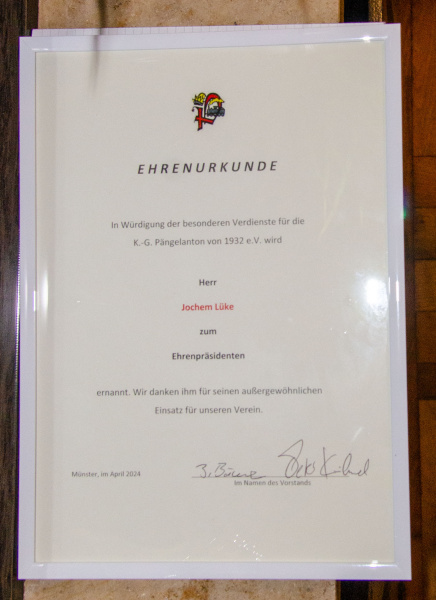 EHRENURKUNDE
In Würdigung der besonderen Verdienste für die
K.-G. Pängelanton von 1932 e.V. wird
Herr
Jochem Lüke
zum
Ehrenpräsidenten
ernannt. Wir danken ihm für seinen außergewöhnlichen
Einsatz für unseren Verein.
Münster, im April 2024
Im Namen des Vorstands